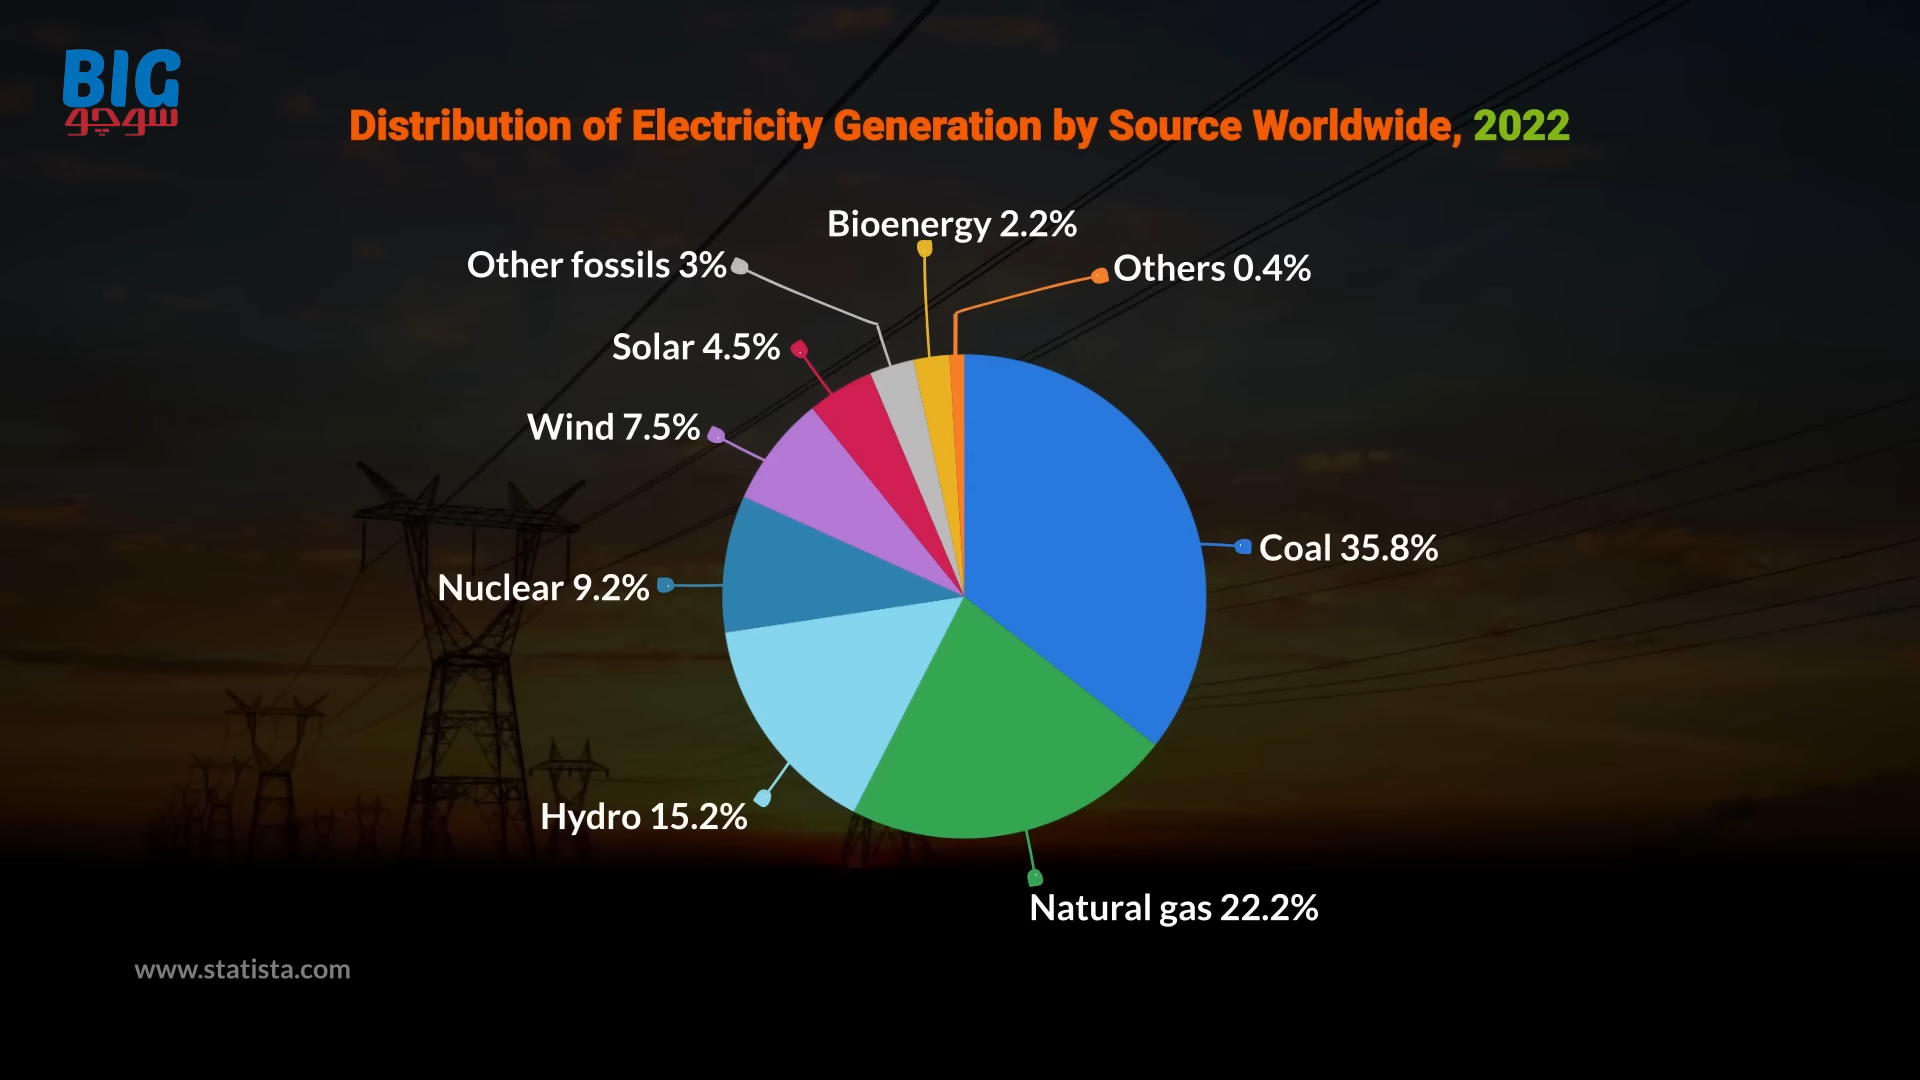 BIG
سوچو
Distribution of Electricity Generation by Source Worldwide, 2022
Bioenergy 2.2%
Other fossils 3%
Others 0.4%
Solar 4.5%
Wind 7.5%
Coal 35.8%
Nuclear 9.2%
Hydro 15.2%
Natural gas 22.2%
www.statista.com